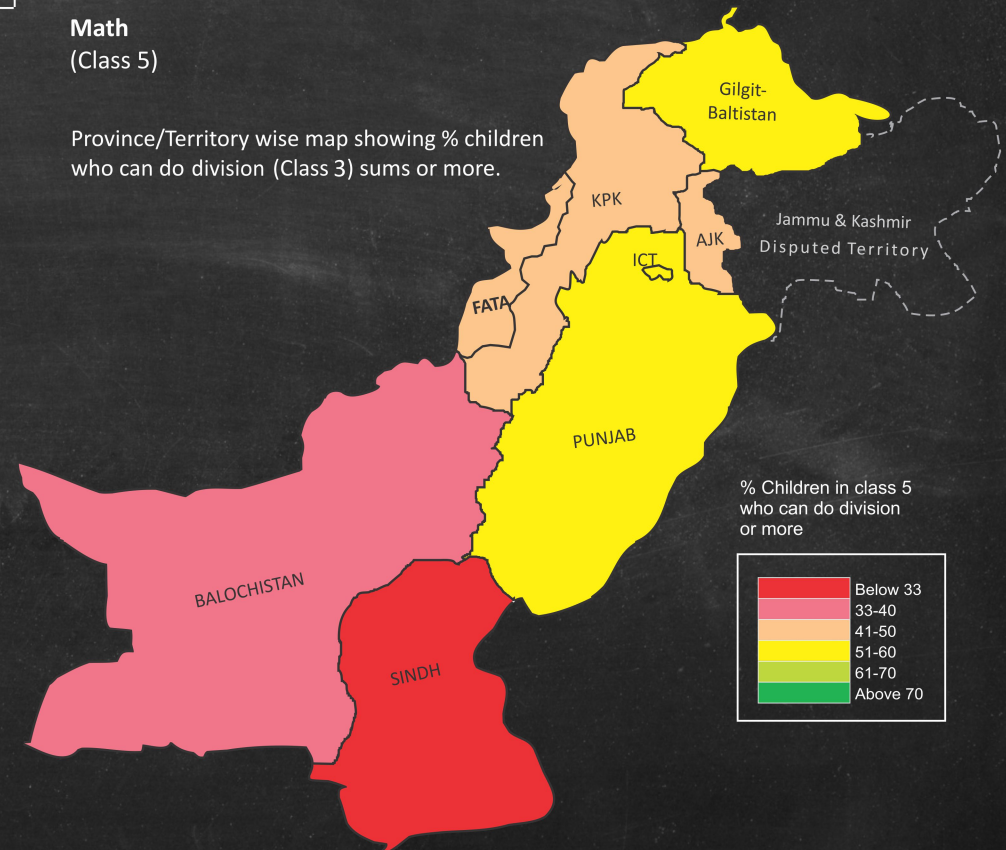 Math
(Class 5)
Province/Territory wise map showing % children
who can do division (Class 3) sums or more.
Gilgit-
Baltistan
KPK
Jammu & Kashmir
Disputed Territory
AJK
ICT
FATA
PUNJAB
% Children in class 5
who can do division
or more
BALOCHISTAN
Below 33
33-40
41-50
51-60
61-70
Above 70
SINDH